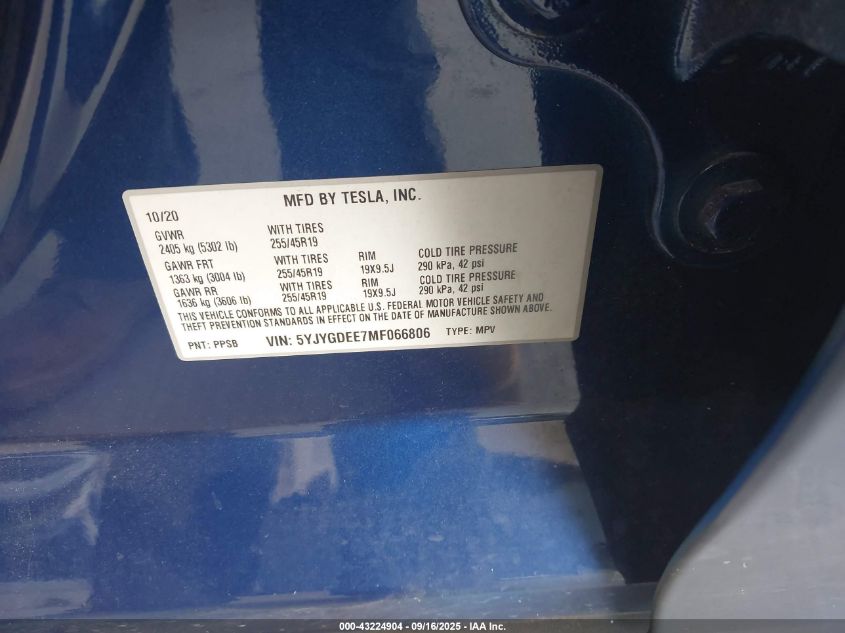 MFD BY TESLA, INC.
10/20
GVWR
2405 kg (5302 lb)
WITH TIRES
255/45R19
GAWR FRT
1363 kg (3004 lb)
WITH TIRES
255/45R19
RIM
19X9.5J
COLD TIRE PRESSURE
290 kPa, 42 psi
GAWR RR
1636 kg (3606 lb)
WITH TIRES
255/45R19
RIM
19X9.5J
COLD TIRE PRESSURE
290 kPa, 42 psi
THIS VEHICLE CONFORMS TO ALL APPLICABLE U.S. FEDERAL MOTOR VEHICLE SAFETY AND
THEFT PREVENTION STANDARDS IN EFFECT ON THE DATE OF MANUFACTURE SHOWN ABOVE.
PNT: PPSB VIN: 5YJYGDEE7MF066806 TYPE: MPV
000-43224904 - 09/16/2025 - IAA Inc.